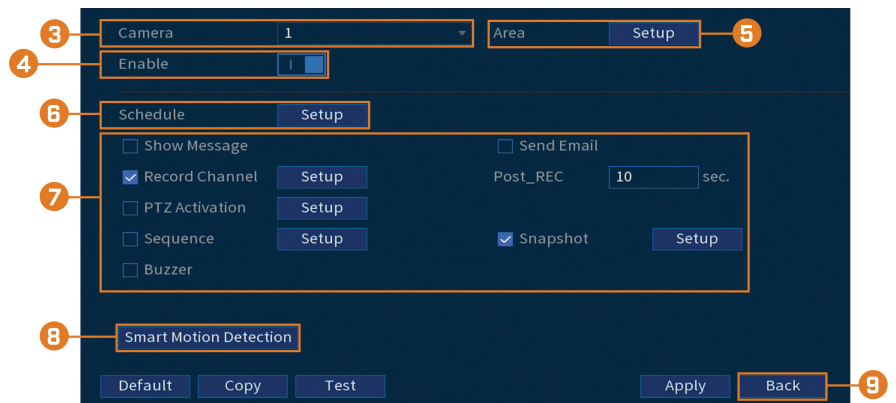 3 Camera 1 Area Setup 5
4 Enable
6 Schedule Setup
Show Message Send Email
Record Channel Setup Post_REC 10 sec.
7
PTZ Activation Setup
Sequence Setup Snapshot Setup
Buzzer
8 Smart Motion Detection
Default Copy Test Apply Back 9